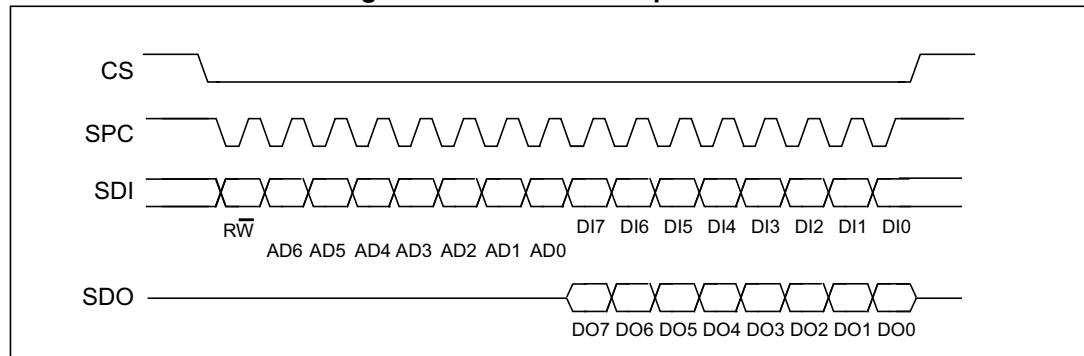 CS
SPC
SDI
RW̅
DI7 DI6 DI5 DI4 DI3 DI2 DI1 DI0
AD6 AD5 AD4 AD3 AD2 AD1 AD0
SDO
DO7 DO6 DO5 DO4 DO3 DO2 DO1 DO0